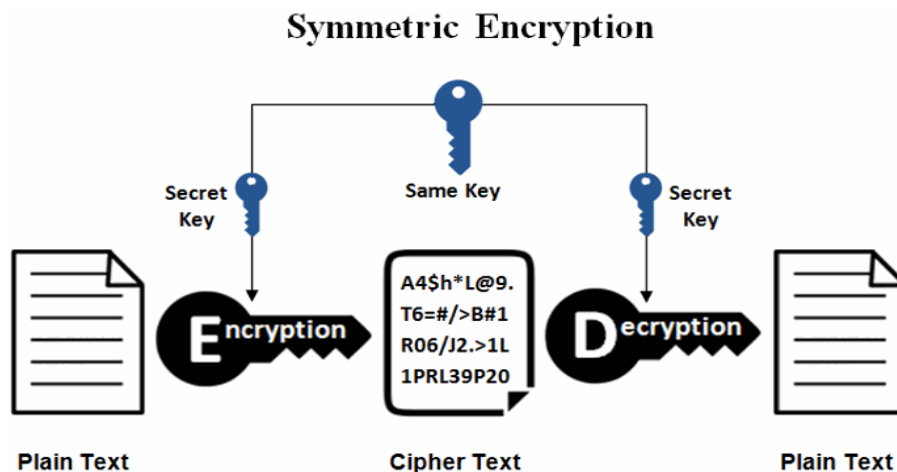 Symmetric Encryption
Same Key
Secret
Key
Secret
Key
Encryption
A4$h*L@9.
T6=#/>B#1
R06/J2.>1L
1PRL39P20
Decryption
Plain Text
Cipher Text
Plain Text